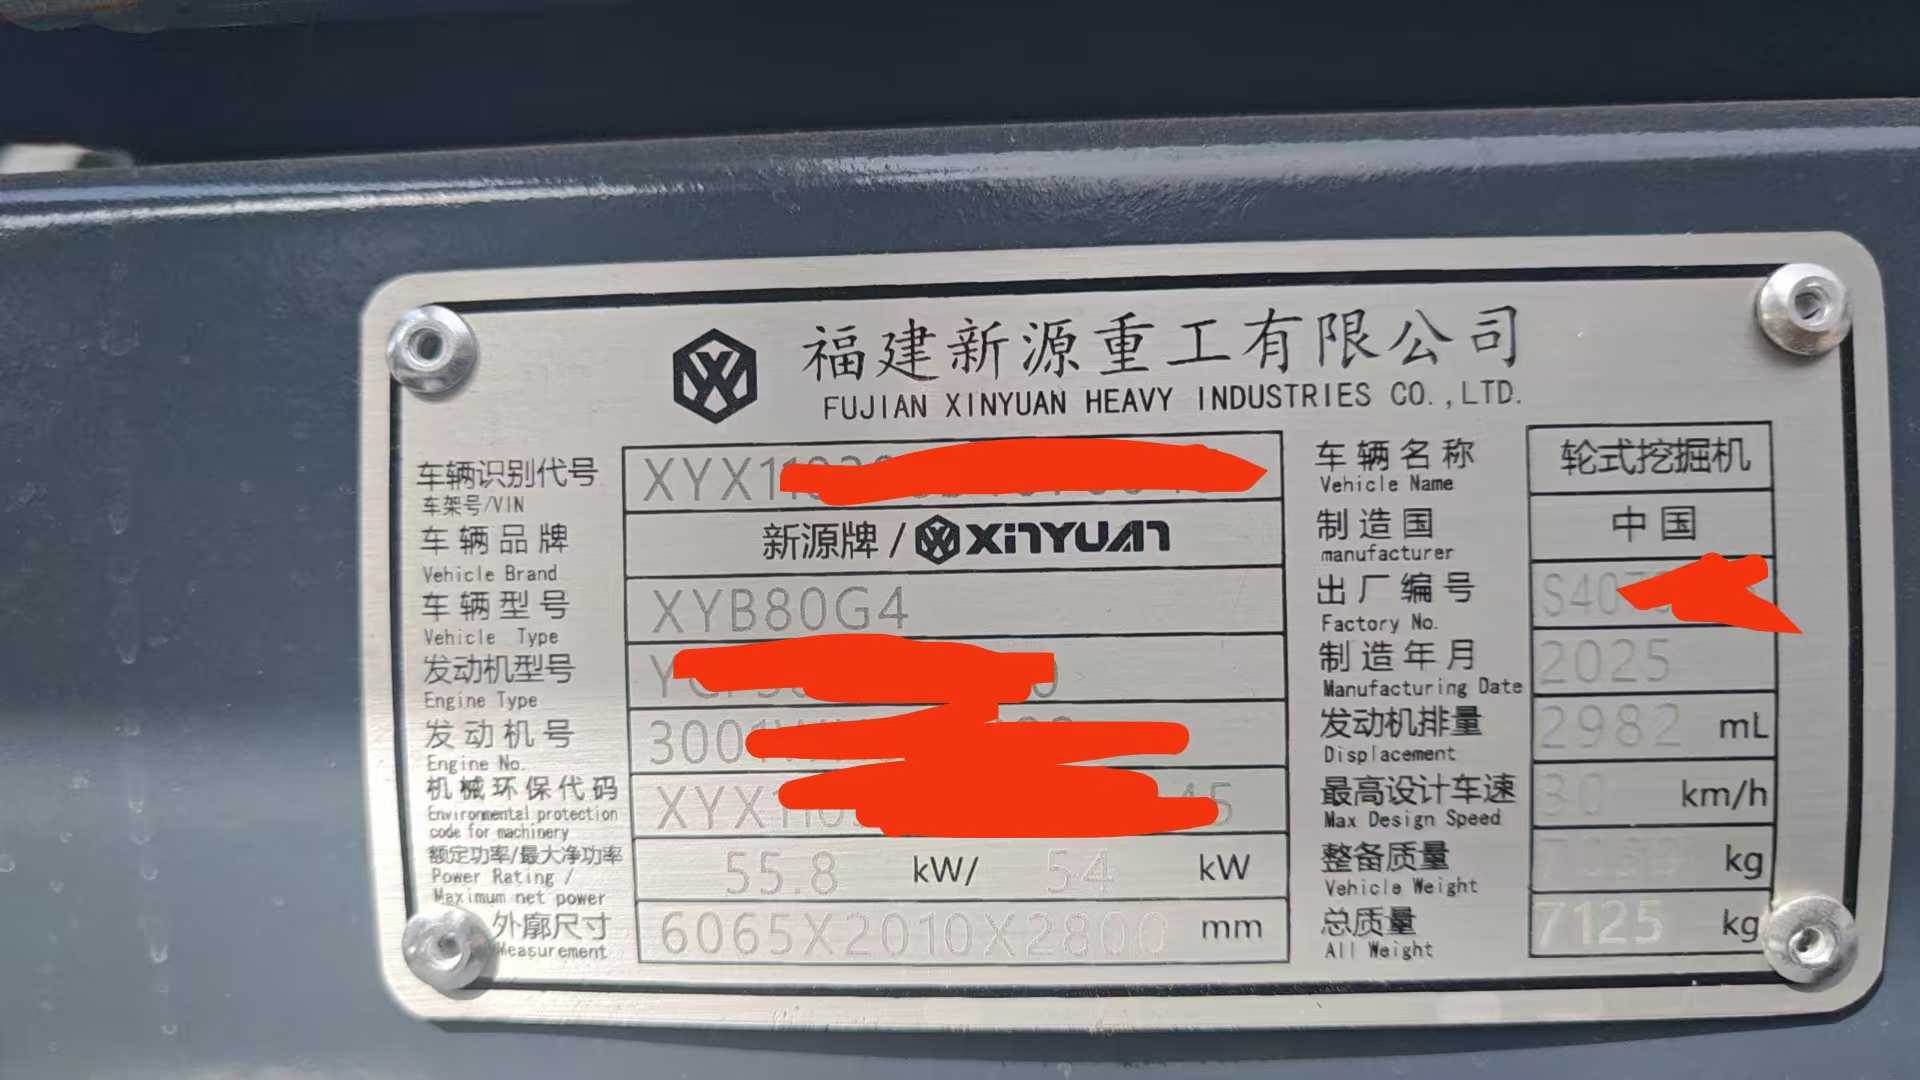 福建新源重工有限公司
FUJIAN XINYUAN HEAVY INDUSTRIES CO.,LTD.
车辆识别代号
车架号/VIN
XYX11
车辆品牌
Vehicle Brand
新源牌/XINYUAN
车辆型号
Vehicle Type
XYB80G4
发动机型号
Engine Type
发动机号
Engine No.
300
机械环保代码
Environmental protection
code for machinery
XYX1 45
额定功率/最大净功率
Power Rating /
Maximum net power
55.8 kW/ 54 kW
外廓尺寸
Measurement
6065X2010X2800 mm
车辆名称
Vehicle Name
轮式挖掘机
制造国
manufacturer
中国
出厂编号
Factory No.
S40
制造年月
Manufacturing Date
2025
发动机排量
Displacement
2982 mL
最高设计车速
Max Design Speed
30 km/h
整备质量
Vehicle Weight
kg
总质量
All Weight
7125 kg